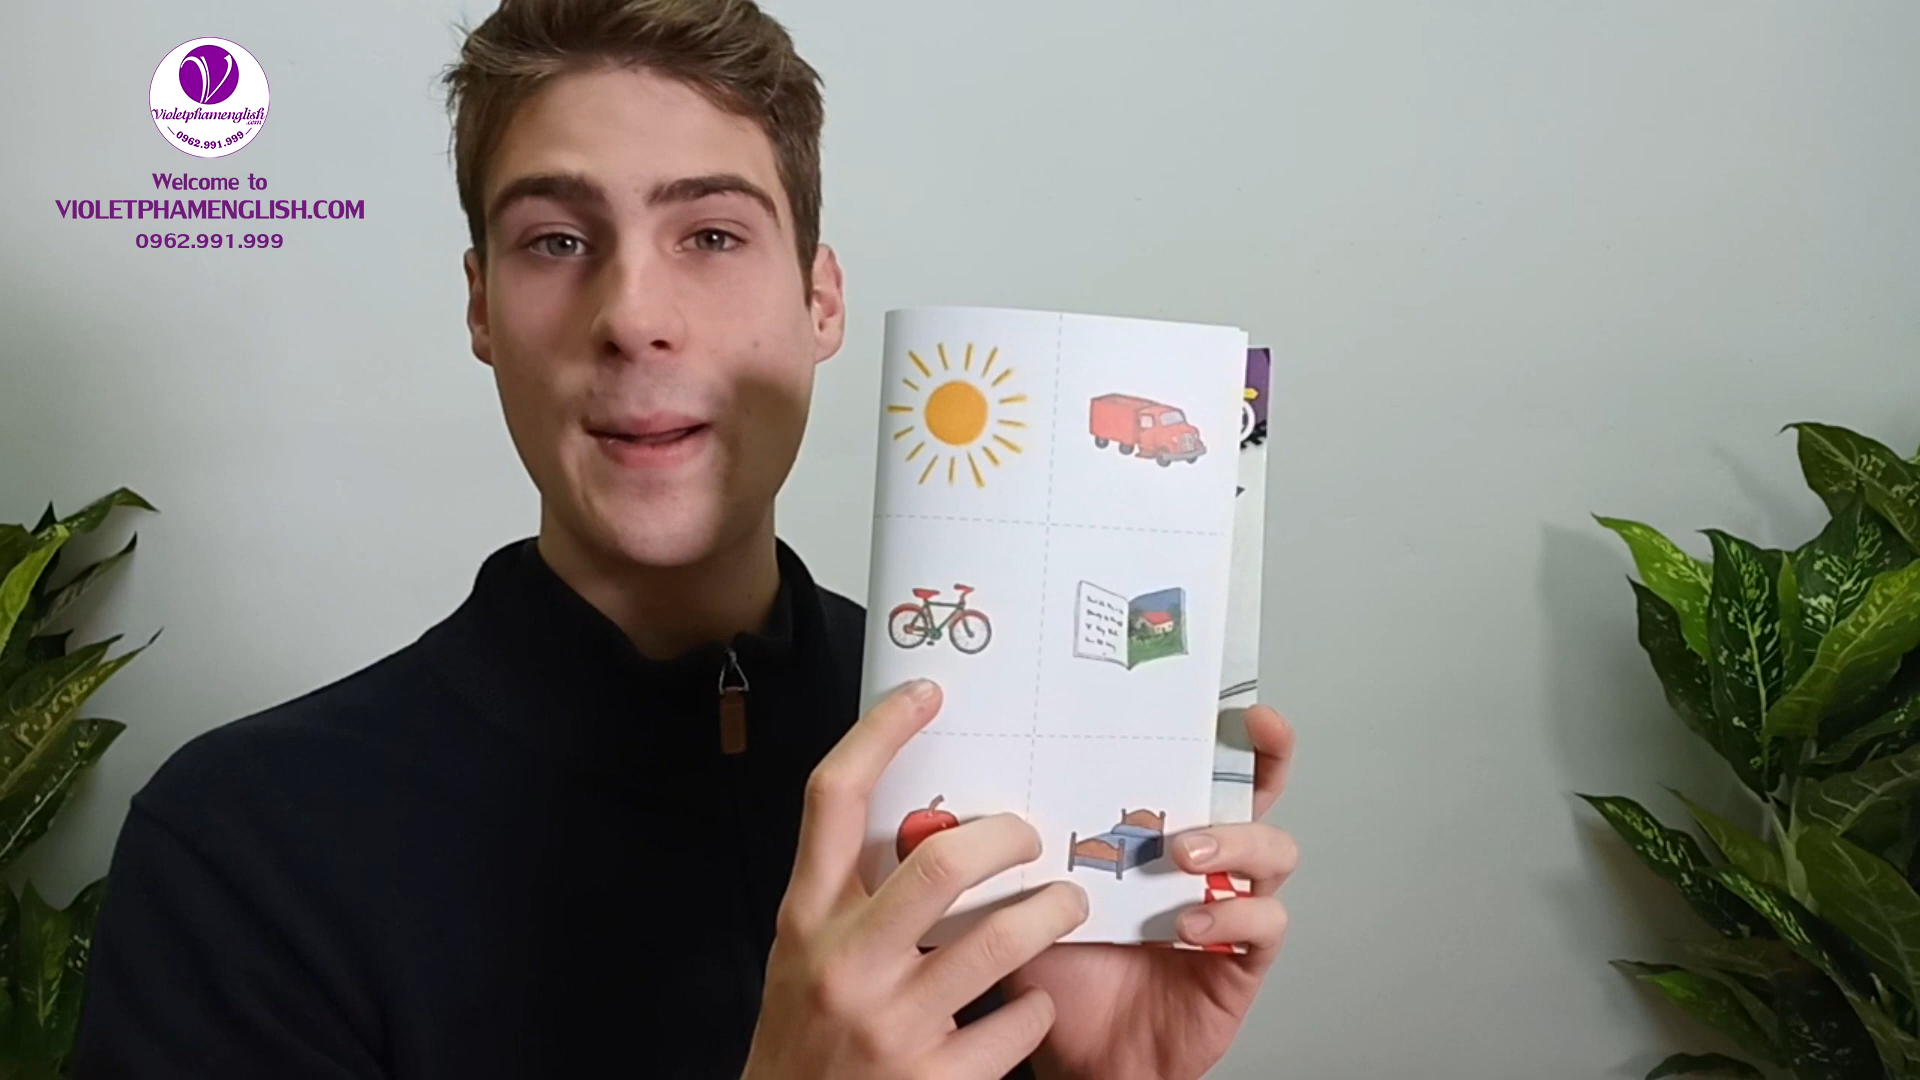 Violetphamenglish
.com
0962.991.999
Welcome to
VIOLETPHAMENGLISH.COM
0962.991.999